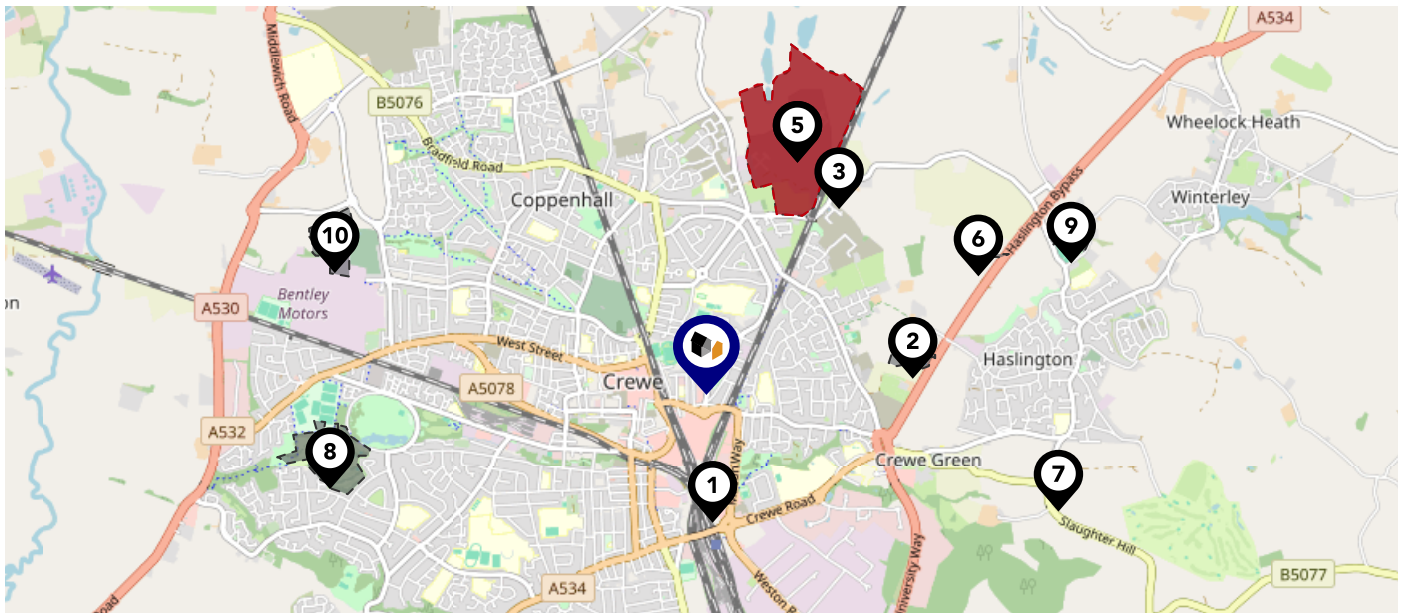 A534
Middlewich Road
B5076
Wheelock Heath
5
Bradfield Road
3
Coppenhall
Winterley
Haslington Bypass
10
6
9
Bentley
Motors
on
A530
West Street
2
Haslington
Crewe
A5078
A532
8
Crewe Green
1
7
Crewe Road
Slaughter Hill
University Way
A534
B5077
Weston R
oad